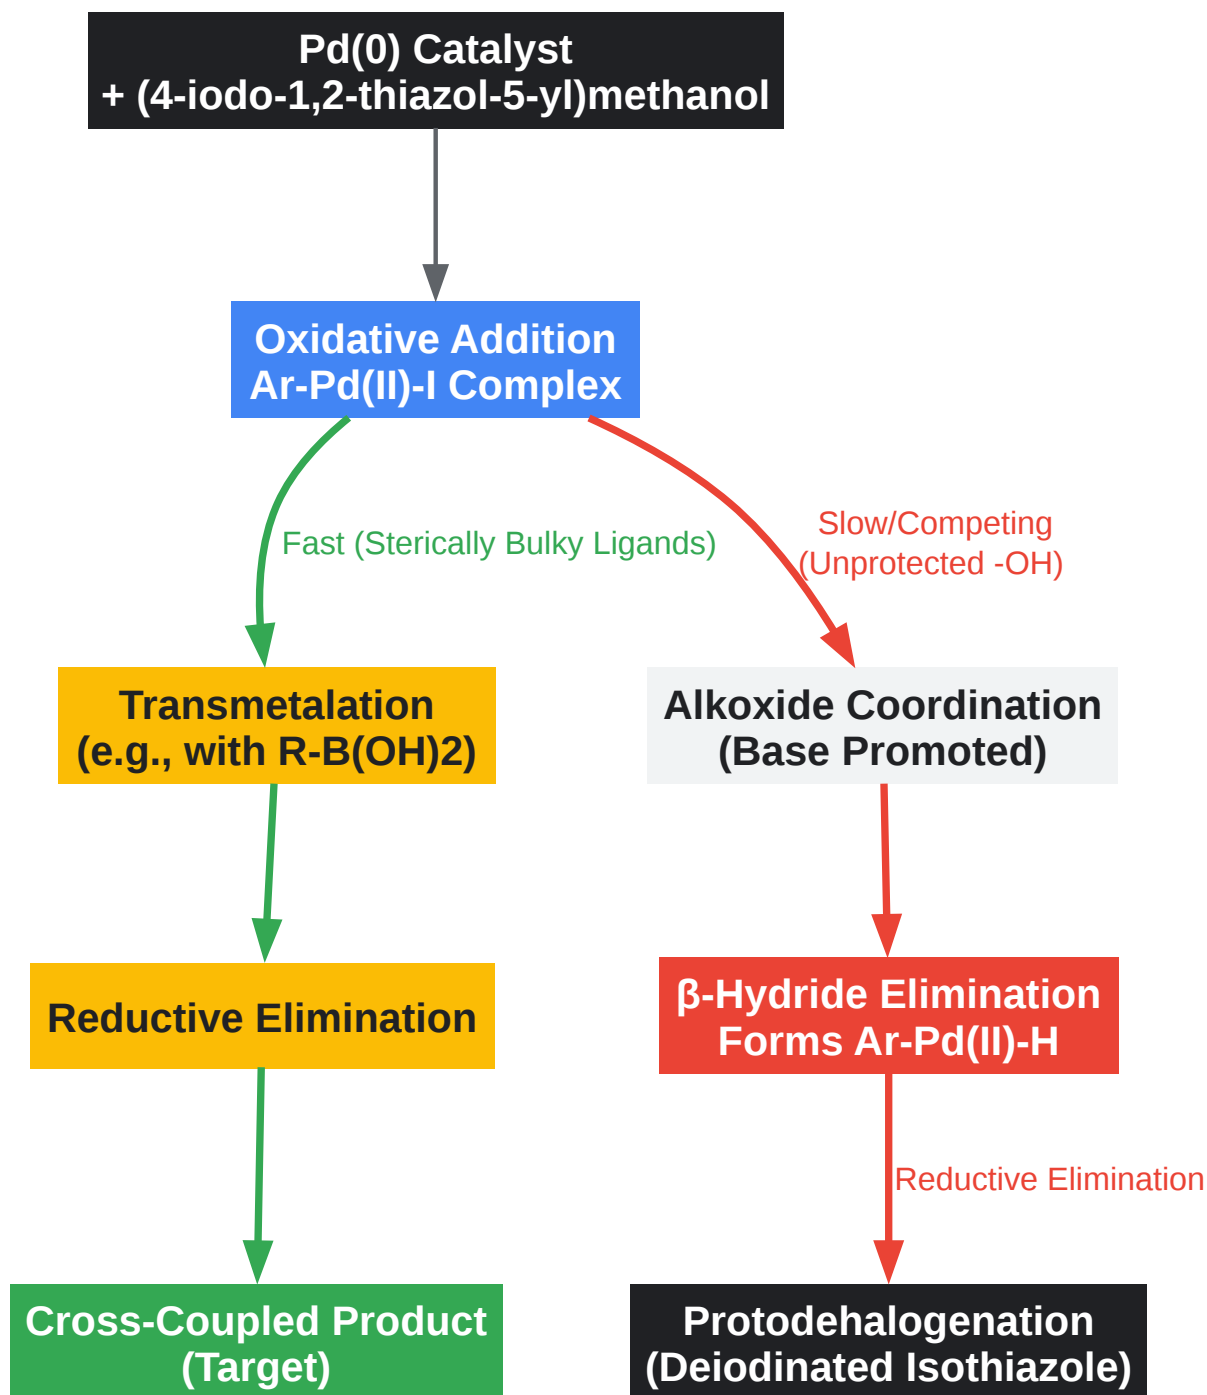 Pd(0) Catalyst
+ (4-iodo-1,2-thiazol-5-yl)methanol
Oxidative Addition
Ar-Pd(II)-I Complex
Fast (Sterically Bulky Ligands)
Slow/Competing
(Unprotected -OH)
Transmetalation
(e.g., with R-B(OH)2)
Alkoxide Coordination
(Base Promoted)
Reductive Elimination
β-Hydride Elimination
Forms Ar-Pd(II)-H
Reductive Elimination
Cross-Coupled Product
(Target)
Protodehalogenation
(Deiodinated Isothiazole)